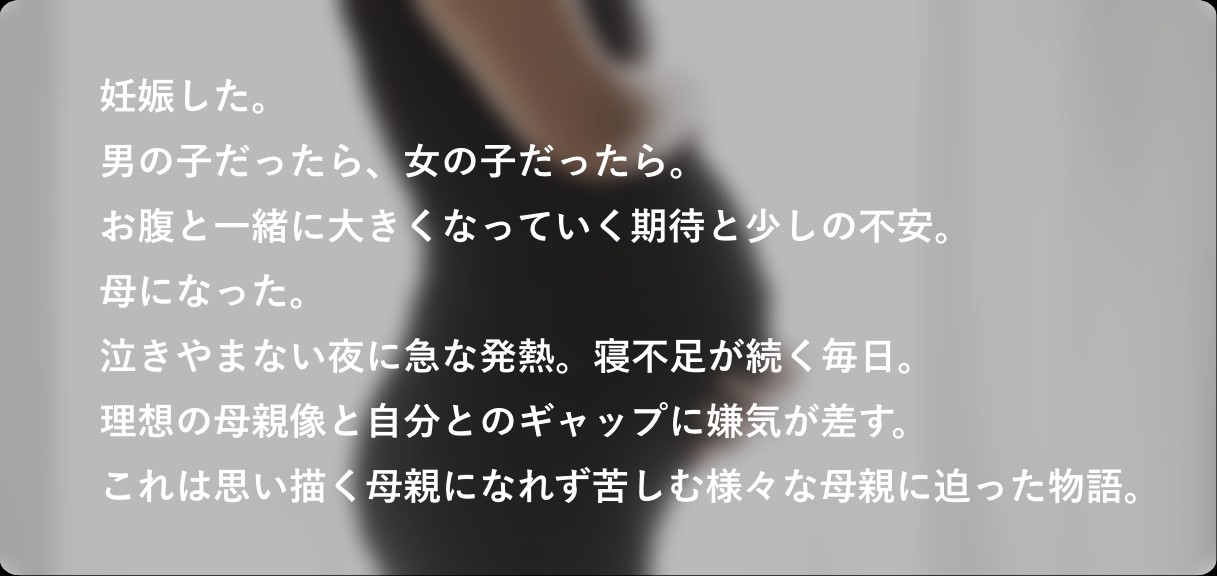 妊娠した。
男の子だったら、女の子だったら。
お腹と一緒に大きくなっていく期待と少しの不安。
母になった。
泣きやまない夜に急な発熱。寝不足が続く毎日。
理想の母親像と自分とのギャップに嫌気が差す。
これは思い描く母親になれず苦しむ様々な母親に迫った物語。